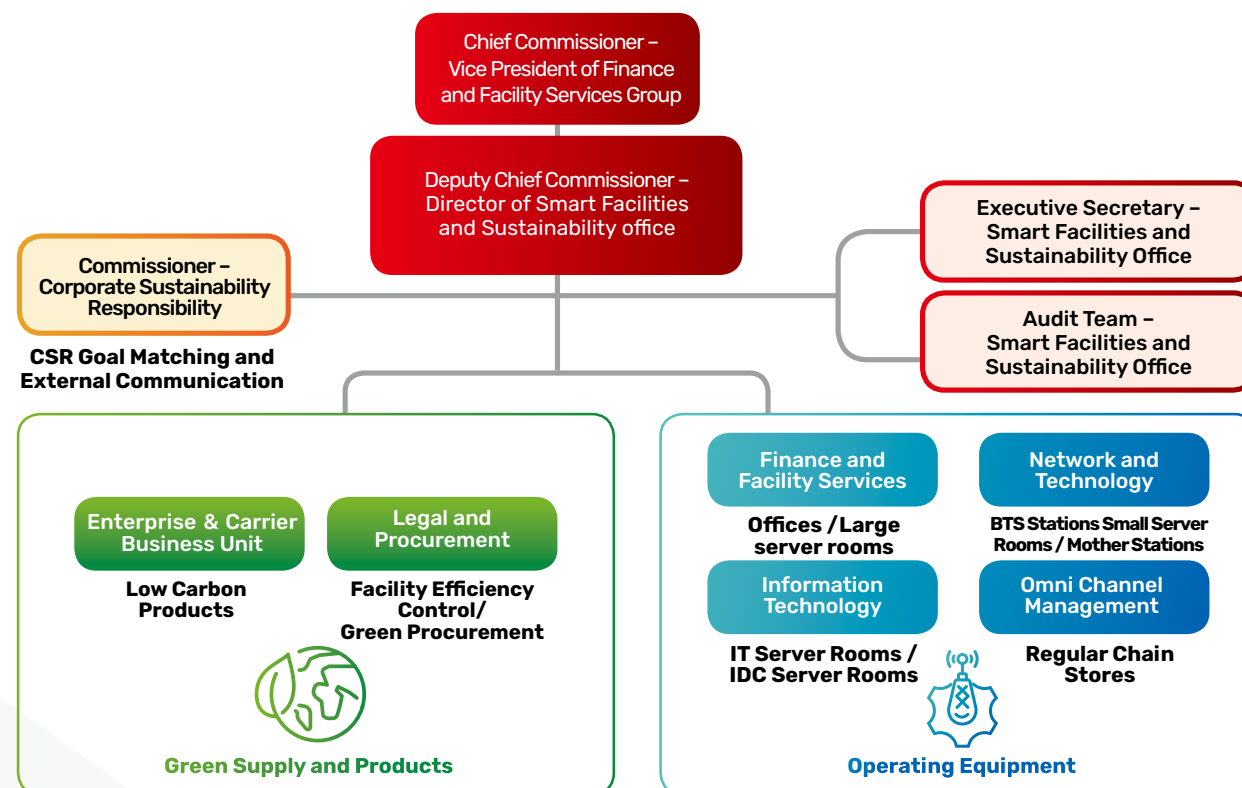 Chief Commissioner –
Vice President of Finance
and Facility Services Group
Deputy Chief Commissioner –
Director of Smart Facilities
and Sustainability office
Executive Secretary –
Smart Facilities and
Sustainability Office
Commissioner –
Corporate Sustainability
Responsibility
Audit Team –
Smart Facilities and
Sustainability Office
CSR Goal Matching and
External Communication
Enterprise & Carrier
Business Unit
Low Carbon
Products
Legal and
Procurement
Facility Efficiency
Control/
Green Procurement
Green Supply and Products
Finance and
Facility Services
Offices /Large
server rooms
Network and
Technology
BTS Stations Small Server
Rooms / Mother Stations
Information
Technology
IT Server Rooms /
IDC Server Rooms
Omni Channel
Management
Regular Chain
Stores
Operating Equipment